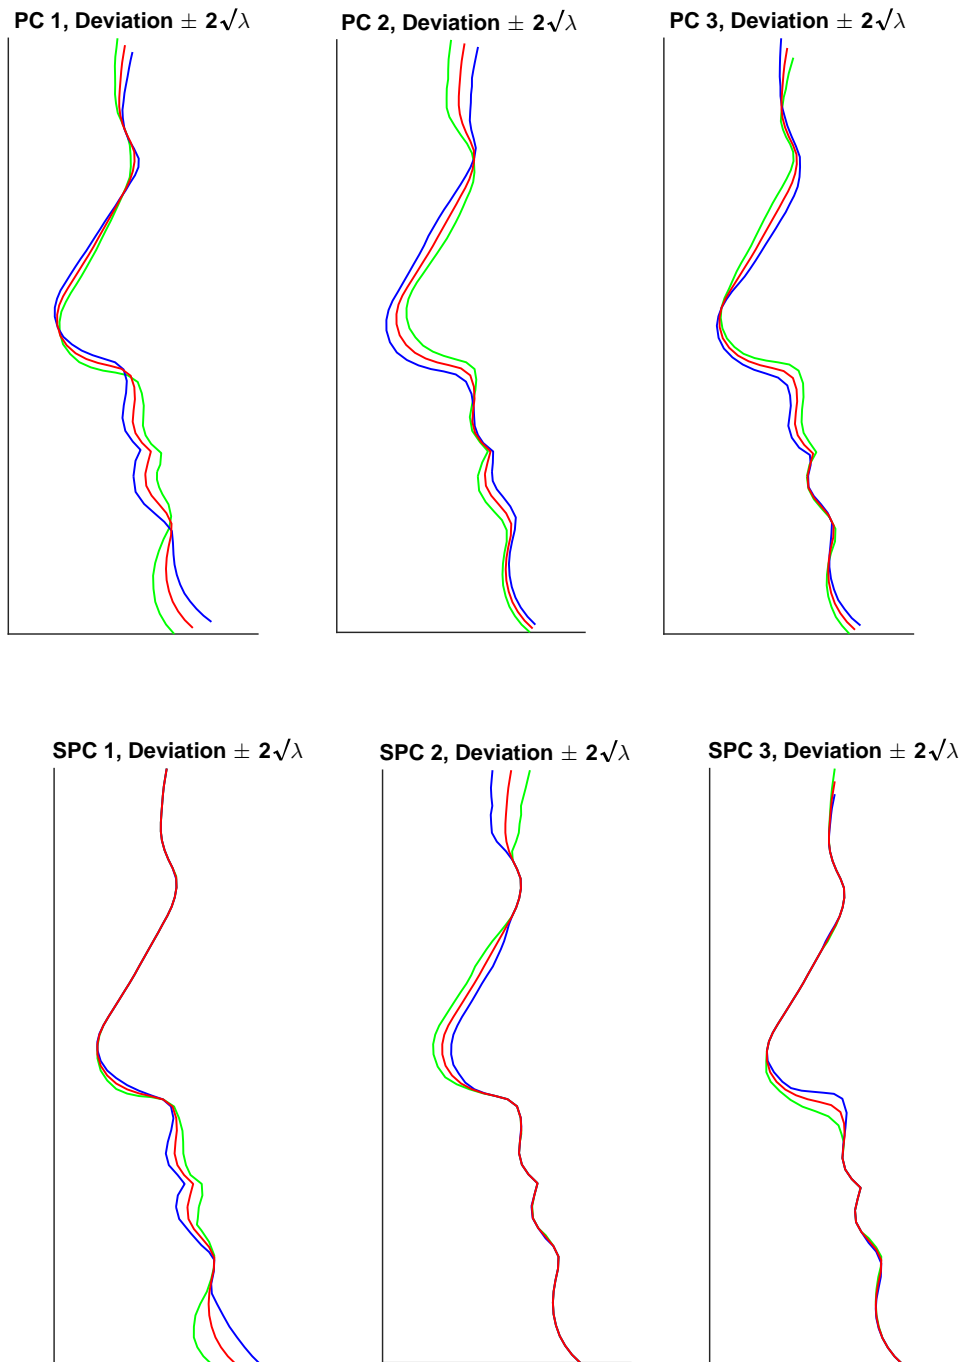 PC 1, Deviation ± 2√λ
PC 2, Deviation ± 2√λ
PC 3, Deviation ± 2√λ
SPC 1, Deviation ± 2√λ
SPC 2, Deviation ± 2√λ
SPC 3, Deviation ± 2√λ